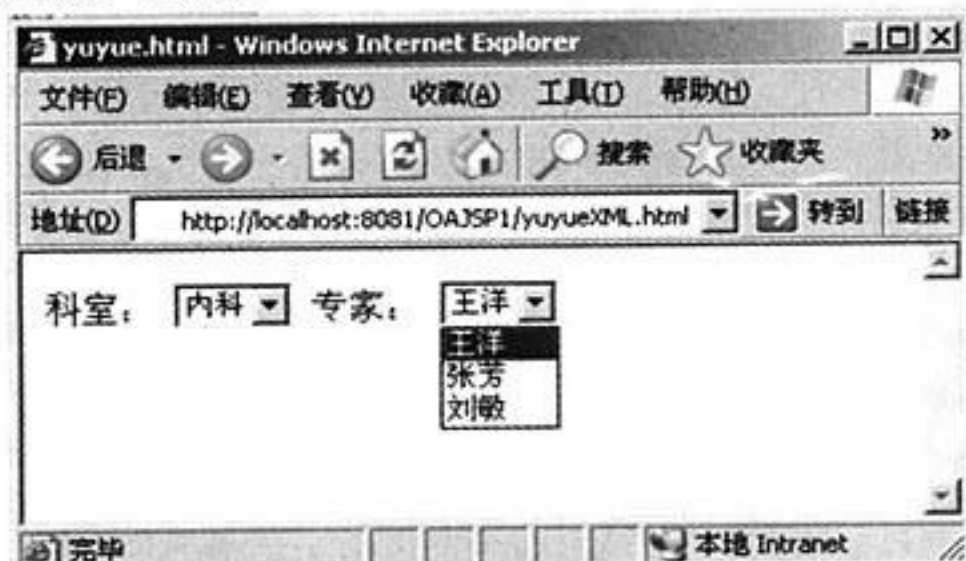 yuyue.html - Windows Internet Explorer
文件(F) 编辑(E) 查看(V) 收藏(A) 工具(T) 帮助(H)
后退 搜索 收藏夹 »
地址(D) http://localhost:8081/OAJSP1/yuyueXML.html 转到 链接
科室： 内科 专家： 王洋
王洋
张芳
刘敏
完毕 本地 Intranet